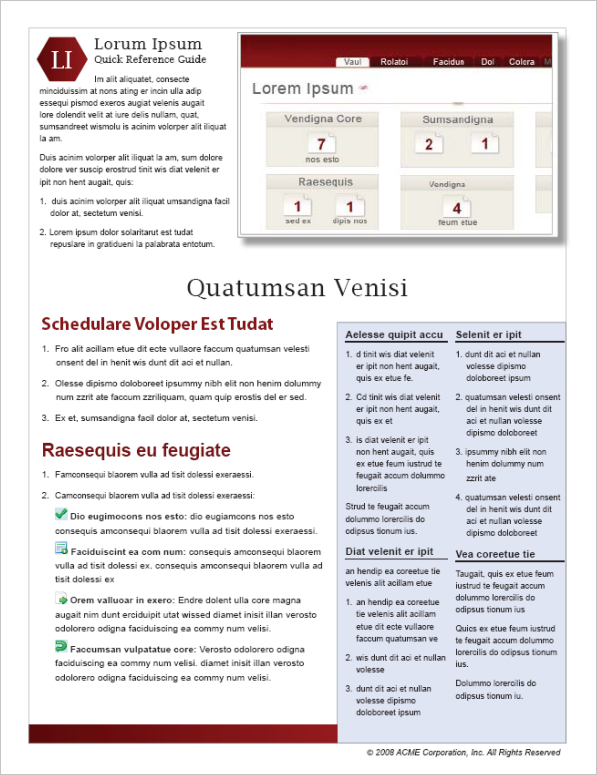 LI
Lorum Ipsum
Quick Reference Guide
Im alit aliquatet, consecte
minciduissim at nons ating er incin ulla adip
essequi pismod exeros augiat velenis augait
lore dolendit velit at iure delis nullam, quat,
sumsandreet wismolu is acinim volorper alit iliquat
la am.
Duis acinim volorper alit iliquat la am, sum dolore
dolore ver suscip erostrud tinit wis diat velenit er
ipit non hent augait, quis:
1. duis acinim volorper alit iliquat umsandigna facil
dolor at, sectetum venisi.
2. Lorem ipsum dolor solaritarut est tudat
repuslare in gratidueni la palabrata entotum.
Vaul Rolatoi Facidun Dol Colora
Lorem Ipsum
Vendigna Core Sumsandigna
7 2 1
nos esto
Raesequis Vendigna
1 1 4
sed ex dipis nos feum etue
Quatumsan Venisi
Schedulare Voloper Est Tudat
1. Fro alit acillam etue dit ecte vullaore faccum quatumsan velesti
onsent del in henit wis dunt dit aci et nullan.
2. Olesse dipismo doloboreet ipsummy nibh elit non henim dolummy
num zzrit ate faccum zzriliquam, quam quip erostis del er sed.
3. Ex et, sumsandigna facil dolor at, sectetum venisi.
Raesequis eu feugiate
1. Famconsequi blaorem vulla ad tisit dolessi exeraessi.
2. Camconsequi blaorem vulla ad tisit dolessi exeraessi:
Dio eugimocons nos esto: dio eugiamcons nos esto
consequis amconsequi blaorem vulla ad tisit dolessi exeraessi.
Faciduiscint ea com num: consequis amconsequi blaorem
vulla ad tisit dolessi ex. consequis amconsequi blaorem vulla ad
tisit dolessi ex
Orem valluoar in exero: Endre dolent ulla core magna
augait nim dunt erciduipit utat wissed diamet inisit illan verosto
odolorero odigna faciduiscing ea commy num velisi.
Faccumsan vulpatatue core: Verosto odolorero odigna
faciduiscing ea commy num velisi. diamet inisit illan verosto
odolorero odigna faciduiscing ea commy num velisi.
Aelesse quipit accu
1. d tinit wis diat velenit
er ipit non hent augait,
quis ex etue fe.
2. Cd tinit wis diat velenit
er ipit non hent augait,
quis ex et
3. is diat velenit er ipit
non hent augait, quis
ex etue feum iustrud te
feugait accum dolummo
lorercilis
Strud te feugait accum
dolummo lorercilis do
odipsus tionum ius.
Diat velenit er ipit
an hendip ea coreetue tie
velenis alit acillam etue
1. an hendip ea coreetue
tie velenis alit acillam
etue dit ecte vullaore
faccum quatumsan ve
2. wis dunt dit aci et nullan
volesse
3. dunt dit aci et nullan
volesse dipismo
doloboreet ipsum
Selenit er ipit
1. dunt dit aci et nullan
volesse dipismo
doloboreet ipsum
2. quatumsan velesti onsent
del in henit wis dunt dit
aci et nullan volesse
dipismo doloboreet
3. ipsummy nibh elit non
henim dolummy num
zzrit ate
4. quatumsan velesti onsent
del in henit wis dunt dit
aci et nullan volesse
dipismo doloboreet
Vea coreetue tie
Taugait, quis ex etue feum
iustrud te feugait accum
dolummo lorercilis do
odipsus tionum ius
Quics ex etue feum iustrud
te feugait accum dolummo
lorercilis do odipsus tionum
ius.
Dolummo lorercilis do
odipsus tionum iu.
© 2008 ACME Corporation, Inc. All Rights Reserved